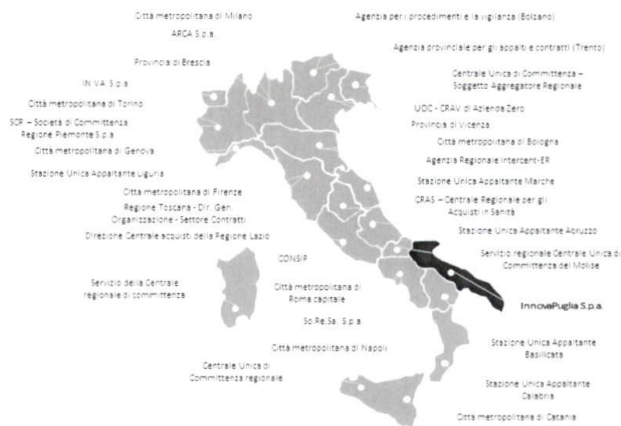 Città metropolitana di Milano
ARCA S.p.a.
Provincia di Brescia
IN.VA. S.p.a
Città metropolitana di Torino
SCR – Società di Committenza
Regione Piemonte S.p.a
Città metropolitana di Genova
Stazione Unica Appaltante Liguria
Città metropolitana di Firenze
Regione Toscana - Dir. Gen.
Organizzazione - Settore Contratti
Direzione Centrale acquisti della Regione Lazio
CONSIP
Servizio della Centrale
regionale di committenza
Città metropolitana di
Roma capitale
So.Re.Sa. S.p.a
Città metropolitana di Napoli
Centrale Unica di
Committenza regionale
Agenzia per i procedimenti e la vigilanza (Bolzano)
Agenzia provinciale per gli appalti e contratti (Trento)
Centrale Unica di Committenza –
Soggetto Aggregatore Regionale
UOC - CRAV di Azienda Zero
Provincia di Vicenza
Città metropolitana di Bologna
Agenzia Regionale Intercent-ER
Stazione Unica Appaltante Marche
CRAS – Centrale Regionale per gli
Acquisti in Sanità
Stazione Unica Appaltante Abruzzo
Servizio regionale Centrale Unica di
Committenza del Molise
InnovaPuglia S.p.a.
Stazione Unica Appaltante
Basilicata
Stazione Unica Appaltante
Calabria
Città metropolitana di Catania